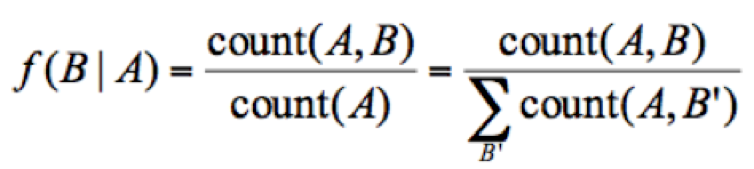 f(B | A) = count(A, B) / count(A) = count(A, B) / ∑_{B'} count(A, B')